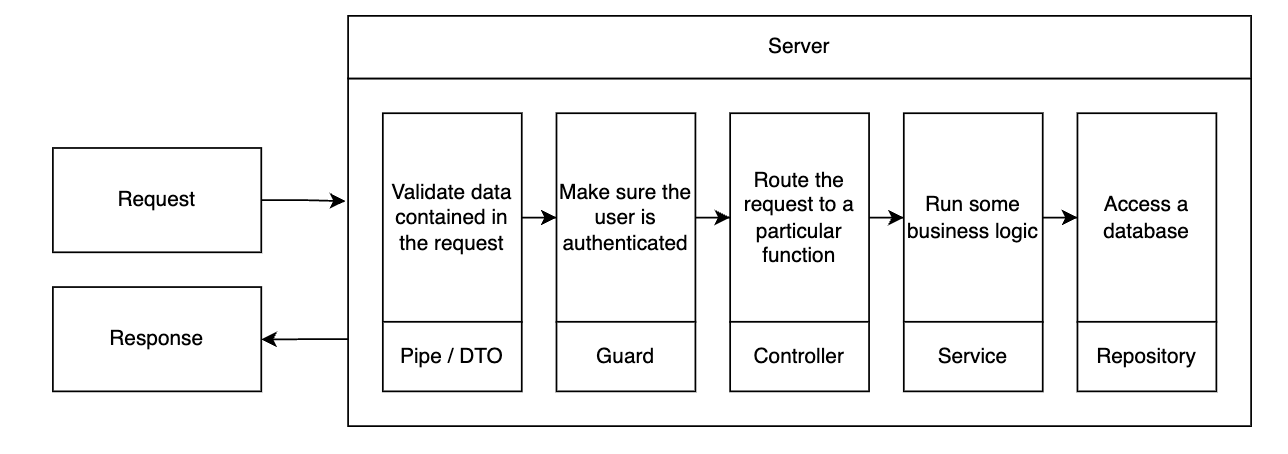 Server
Request
Response
Validate data
contained in
the request
Pipe / DTO
Make sure the
user is
authenticated
Guard
Route the
request to a
particular
function
Controller
Run some
business logic
Service
Access a
database
Repository